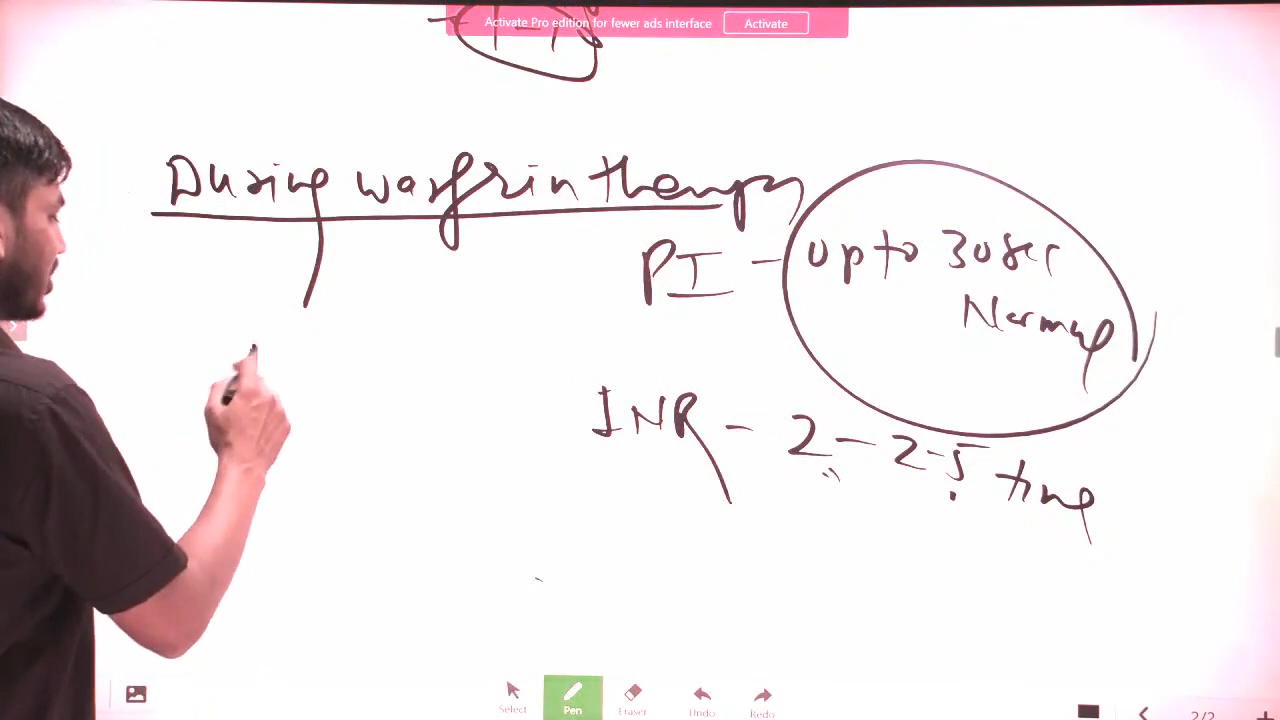 Activate Pro edition for fewer ads interface Activate
During warfrin therapy
PT - upto 30 sec
Normal
INR - 2 - 2.5 time
Select Pen Eraser Undo Redo
2/2